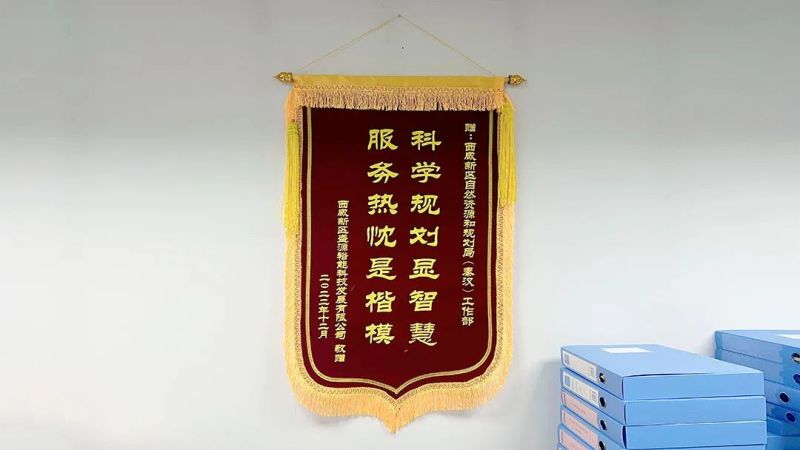 赠：西咸新区自然资源和规划局（秦汉）工作部
科学规划显智慧
服务热忱是楷模
西咸新区盛源裕能科技发展有限公司 敬赠
二〇二二年十二月